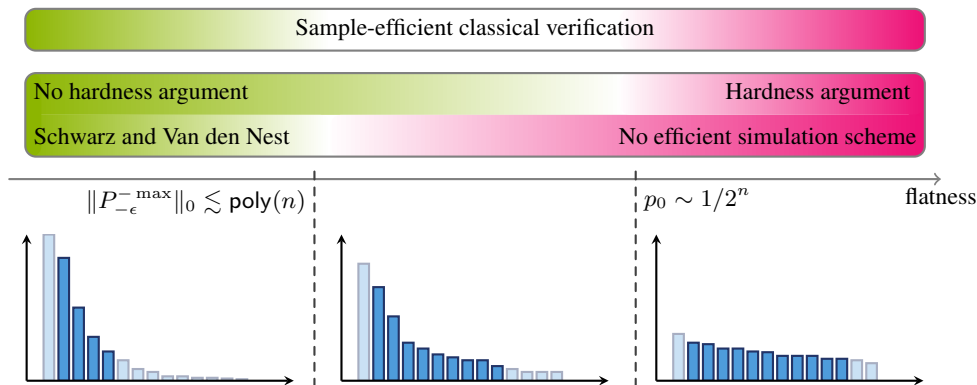 Sample-efficient classical verification
No hardness argument Hardness argument
Schwarz and Van den Nest No efficient simulation scheme
‖P₋ϵ⁻ ᵐᵃˣ‖₀ ≲ poly(n) p₀ ∼ 1/2ⁿ flatness